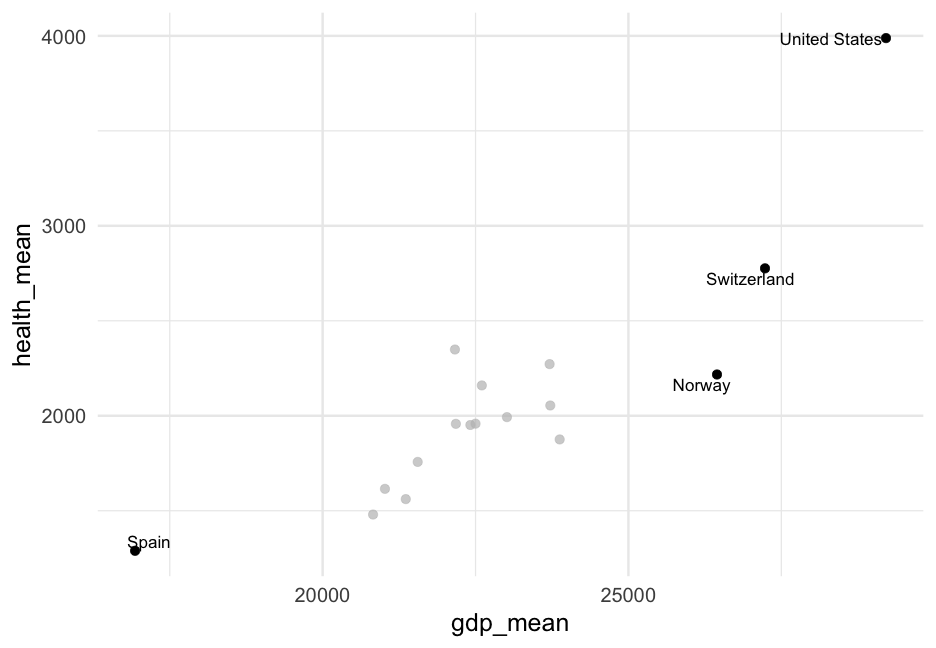 4000
United States
3000
Switzerland
Norway
2000
Spain
20000
25000
gdp_mean
health_mean